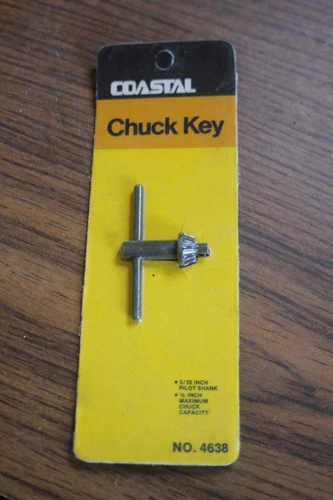 COASTAL
Chuck Key
• 5/32 INCH
PILOT SHANK
• ¼ INCH
MAXIMUM
CHUCK
CAPACITY
NO. 4638